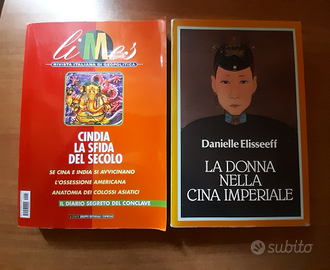 limes
RIVISTA ITALIANA DI GEOPOLITICA
CINDIA
LA SFIDA
DEL SECOLO
SE CINA E INDIA SI AVVICINANO
L'OSSESSIONE AMERICANA
ANATOMIA DEI COLOSSI ASIATICI
IL DIARIO SEGRETO DEL CONCLAVE
Danielle Elisseeff
LA DONNA
NELLA
CINA IMPERIALE
subito